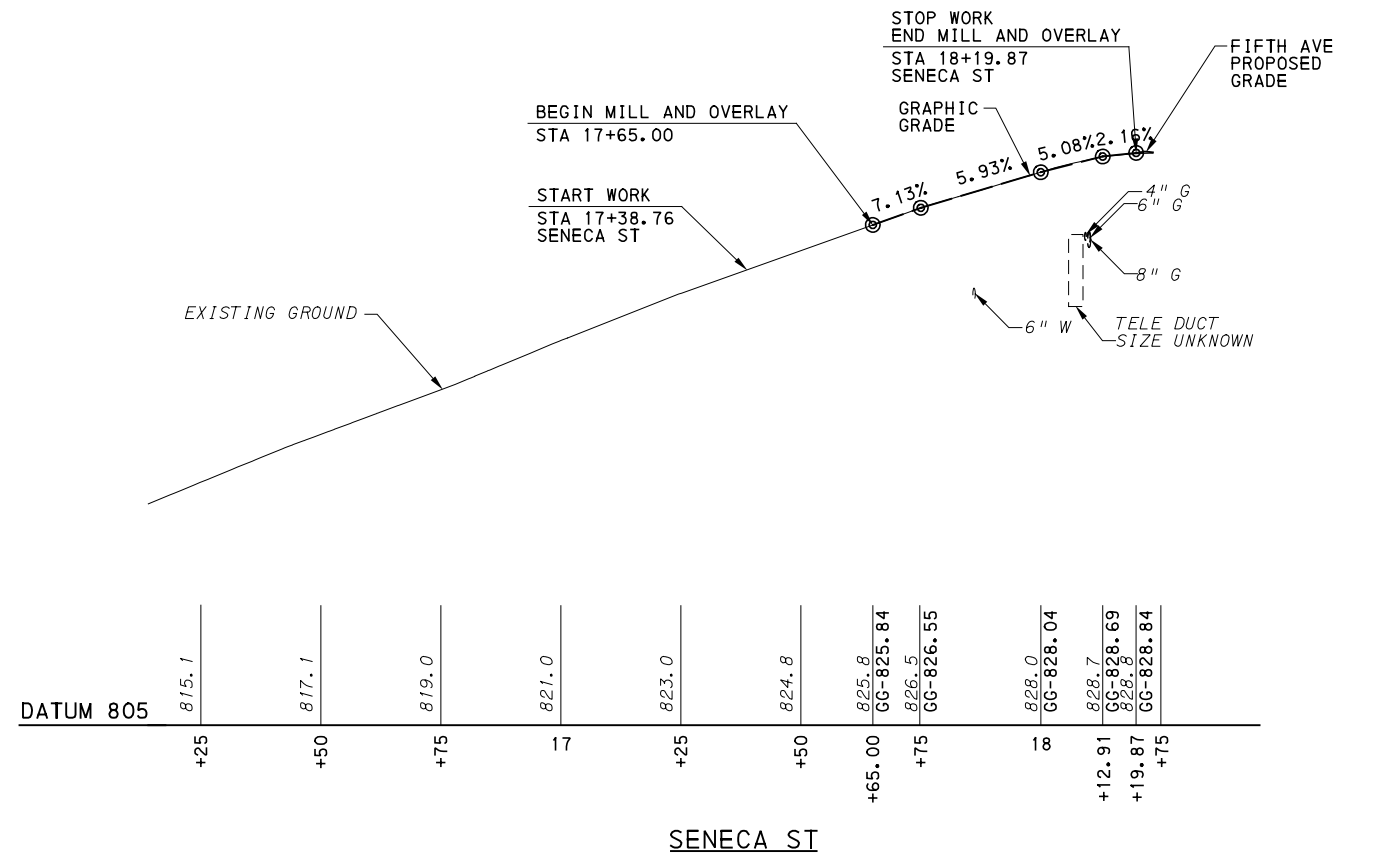 STOP WORK
END MILL AND OVERLAY
STA 18+19.87
SENECA ST
FIFTH AVE
PROPOSED
GRADE
GRAPHIC
GRADE
BEGIN MILL AND OVERLAY
STA 17+65.00
7.13%
5.93%
5.08%
2.16%
START WORK
STA 17+38.76
SENECA ST
4" G
6" G
8" G
EXISTING GROUND
6" W
TELE DUCT
SIZE UNKNOWN
815.1
817.1
819.0
821.0
823.0
824.8
825.8
GG-825.84
826.5
GG-826.55
828.0
GG-828.04
828.7
GG-828.69
828.8
GG-828.84
DATUM 805
+25
+50
+75
17
+25
+50
+65.00
+75
18
+12.91
+19.87
+75
SENECA ST